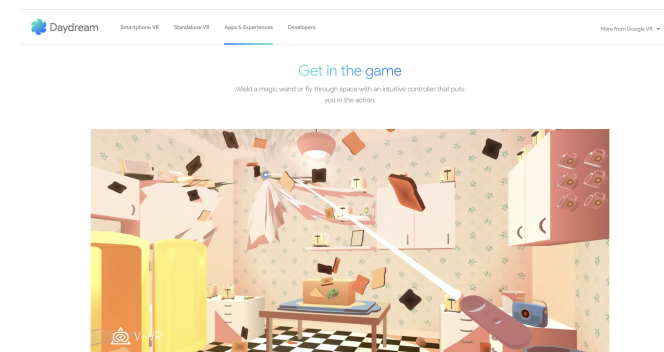 Daydream
Smartphone VR Standalone VR Apps & Experiences Developers More from Google VR
Get in the game
Wield a magic wand or fly through space with an intuitive controller that puts
you in the action.
V-VR